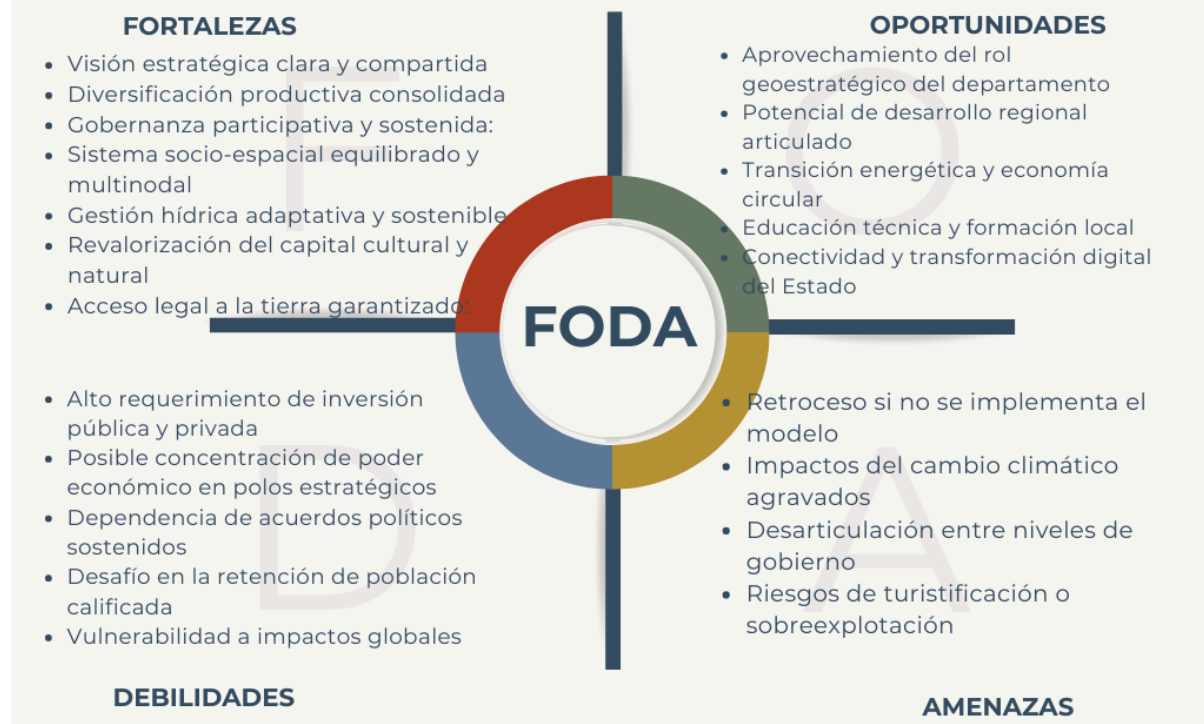 FORTALEZAS
• Visión estratégica clara y compartida
• Diversificación productiva consolidada
• Gobernanza participativa y sostenida:
• Sistema socio-espacial equilibrado y
multinodal
• Gestión hídrica adaptativa y sostenible
• Revalorización del capital cultural y
natural
• Acceso legal a la tierra garantizado:
F
OPORTUNIDADES
• Aprovechamiento del rol
geoestratégico del departamento
• Potencial de desarrollo regional
articulado
• Transición energética y economía
circular
• Educación técnica y formación local
• Conectividad y transformación digital
del Estado
O
FODA
• Alto requerimiento de inversión
pública y privada
• Posible concentración de poder
económico en polos estratégicos
• Dependencia de acuerdos políticos
sostenidos
• Desafío en la retención de población
calificada
• Vulnerabilidad a impactos globales
D
DEBILIDADES
• Retroceso si no se implementa el
modelo
• Impactos del cambio climático
agravados
• Desarticulación entre niveles de
gobierno
• Riesgos de turistificación o
sobreexplotación
A
AMENAZAS